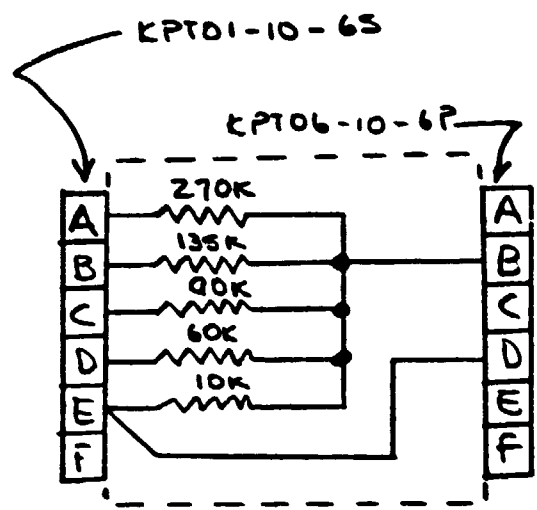 KPT01-10-6S
KPT06-10-6P
270K
A
A
135K
B
B
90K
C
C
60K
D
D
10K
E
E
F
F